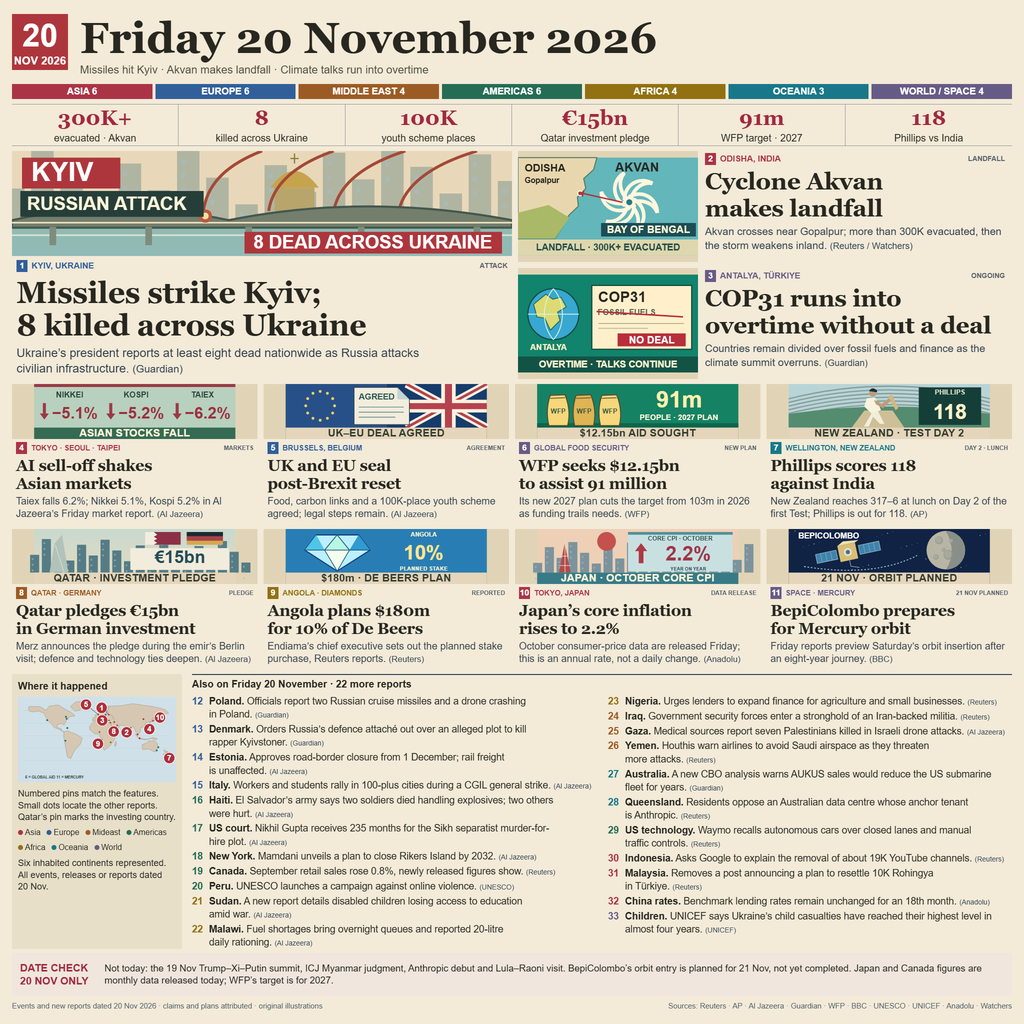 20
NOV 2026
Friday 20 November 2026
Missiles hit Kyiv · Akvan makes landfall · Climate talks run into overtime
ASIA 6
EUROPE 6
MIDDLE EAST 4
AMERICAS 6
AFRICA 4
OCEANIA 3
WORLD / SPACE 4
300K+
evacuated · Akvan
8
killed across Ukraine
100K
youth scheme places
€15bn
Qatar investment pledge
91m
WFP target · 2027
118
Phillips vs India
KYIV
RUSSIAN ATTACK
8 DEAD ACROSS UKRAINE
1 KYIV, UKRAINE
ATTACK
Missiles strike Kyiv;
8 killed across Ukraine
Ukraine's president reports at least eight dead nationwide as Russia attacks
civilian infrastructure. (Guardian)
ODISHA
Gopalpur
AKVAN
BAY OF BENGAL
LANDFALL · 300K+ EVACUATED
2 ODISHA, INDIA
LANDFALL
Cyclone Akvan
makes landfall
Akvan crosses near Gopalpur; more than 300K evacuated, then
the storm weakens inland. (Reuters / Watchers)
ANTALYA
COP31
FOSSIL FUELS
NO DEAL
OVERTIME · TALKS CONTINUE
3 ANTALYA, TÜRKIYE
ONGOING
COP31 runs into
overtime without a deal
Countries remain divided over fossil fuels and finance as the
climate summit overruns. (Guardian)
NIKKEI
KOSPI
TAIEX
−5.1%
−5.2%
−6.2%
ASIAN STOCKS FALL
4 TOKYO · SEOUL · TAIPEI
MARKETS
AI sell-off shakes
Asian markets
Taiex falls 6.2%; Nikkei 5.1%, Kospi 5.2% in Al
Jazeera's Friday market report. (Al Jazeera)
AGREED
UK–EU DEAL AGREED
5 BRUSSELS, BELGIUM
AGREEMENT
UK and EU seal
post-Brexit reset
Food, carbon links and a 100K-place youth scheme
agreed; legal steps remain. (Al Jazeera)
WFP
WFP
WFP
91m
PEOPLE · 2027 PLAN
$12.15bn AID SOUGHT
6 GLOBAL FOOD SECURITY
NEW PLAN
WFP seeks $12.15bn
to assist 91 million
Its new 2027 plan cuts the target from 103m in 2026
as funding trails needs. (WFP)
PHILLIPS
118
NEW ZEALAND · TEST DAY 2
7 WELLINGTON, NEW ZEALAND
DAY 2 · LUNCH
Phillips scores 118
against India
New Zealand reaches 317–6 at lunch on Day 2 of the
first Test; Phillips is out for 118. (AP)
€15bn
QATAR · INVESTMENT PLEDGE
8 QATAR · GERMANY
PLEDGE
Qatar pledges €15bn
in German investment
Merz announces the pledge during the emir's Berlin
visit; defence and technology ties deepen. (Al Jazeera)
ANGOLA
10%
PLANNED STAKE
$180m · DE BEERS PLAN
9 ANGOLA · DIAMONDS
REPORTED
Angola plans $180m
for 10% of De Beers
Endiama's chief executive sets out the planned stake
purchase, Reuters reports. (Reuters)
CORE CPI · OCTOBER
2.2%
YEAR ON YEAR
JAPAN · OCTOBER CORE CPI
10 TOKYO, JAPAN
DATA RELEASE
Japan's core inflation
rises to 2.2%
October consumer-price data are released Friday;
this is an annual rate, not a daily change. (Anadolu)
BEPICOLOMBO
21 NOV · ORBIT PLANNED
11 SPACE · MERCURY
21 NOV PLANNED
BepiColombo prepares
for Mercury orbit
Friday reports preview Saturday's orbit insertion after
an eight-year journey. (BBC)
Where it happened
5
1
3
10
8
2
4
9
7
6 = GLOBAL AID 11 = MERCURY
Numbered pins match the features.
Small dots locate the other reports.
Qatar's pin marks the investing country.
Asia
Europe
Mideast
Americas
Africa
Oceania
World
Six inhabited continents represented.
All events, releases or reports dated
20 Nov.
Also on Friday 20 November · 22 more reports
12 Poland. Officials report two Russian cruise missiles and a drone crashing
in Poland. (Guardian)
13 Denmark. Orders Russia's defence attaché out over an alleged plot to kill
rapper Kyivstoner. (Guardian)
14 Estonia. Approves road-border closure from 1 December; rail freight
is unaffected. (Al Jazeera)
15 Italy. Workers and students rally in 100-plus cities during a CGIL general strike. (Al Jazeera)
16 Haiti. El Salvador's army says two soldiers died handling explosives; two others
were hurt. (Al Jazeera)
17 US court. Nikhil Gupta receives 235 months for the Sikh separatist murder-for-
hire plot. (Al Jazeera)
18 New York. Mamdani unveils a plan to close Rikers Island by 2032. (Al Jazeera)
19 Canada. September retail sales rose 0.8%, newly released figures show. (Reuters)
20 Peru. UNESCO launches a campaign against online violence. (UNESCO)
21 Sudan. A new report details disabled children losing access to education
amid war. (Al Jazeera)
22 Malawi. Fuel shortages bring overnight queues and reported 20-litre
daily rationing. (Al Jazeera)
23 Nigeria. Urges lenders to expand finance for agriculture and small businesses. (Reuters)
24 Iraq. Government security forces enter a stronghold of an Iran-backed militia. (Reuters)
25 Gaza. Medical sources report seven Palestinians killed in Israeli drone attacks. (Al Jazeera)
26 Yemen. Houthis warn airlines to avoid Saudi airspace as they threaten
more attacks. (Reuters)
27 Australia. A new CBO analysis warns AUKUS sales would reduce the US submarine
fleet for years. (Guardian)
28 Queensland. Residents oppose an Australian data centre whose anchor tenant
is Anthropic. (Reuters)
29 US technology. Waymo recalls autonomous cars over closed lanes and manual
traffic controls. (Reuters)
30 Indonesia. Asks Google to explain the removal of about 19K YouTube channels. (Reuters)
31 Malaysia. Removes a post announcing a plan to resettle 10K Rohingya
in Türkiye. (Reuters)
32 China rates. Benchmark lending rates remain unchanged for an 18th month. (Anadolu)
33 Children. UNICEF says Ukraine's child casualties have reached their highest level in
almost four years. (UNICEF)
DATE CHECK
20 NOV ONLY
Not today: the 19 Nov Trump–Xi–Putin summit, ICJ Myanmar judgment, Anthropic debut and Lula–Raoni visit. BepiColombo's orbit entry is planned for 21 Nov, not yet completed. Japan and Canada figures are
monthly data released today; WFP's target is for 2027.
Events and new reports dated 20 Nov 2026 · claims and plans attributed · original illustrations
Sources: Reuters · AP · Al Jazeera · Guardian · WFP · BBC · UNESCO · UNICEF · Anadolu · Watchers